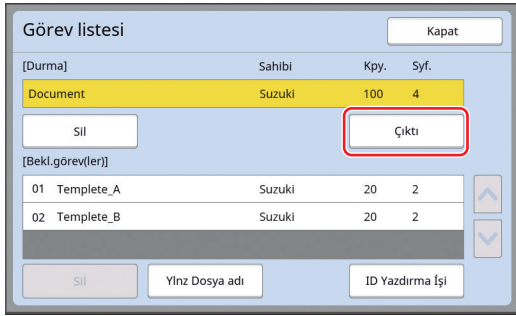 Görev listesi Kapat
[Durma] Sahibi Kpy. Syf.
Document Suzuki 100 4
Sil Çıktı
[Bekl.görev(ler)]
01 Templete_A Suzuki 20 2
02 Templete_B Suzuki 20 2
Sil Ylnz Dosya adı ID Yazdırma İşi